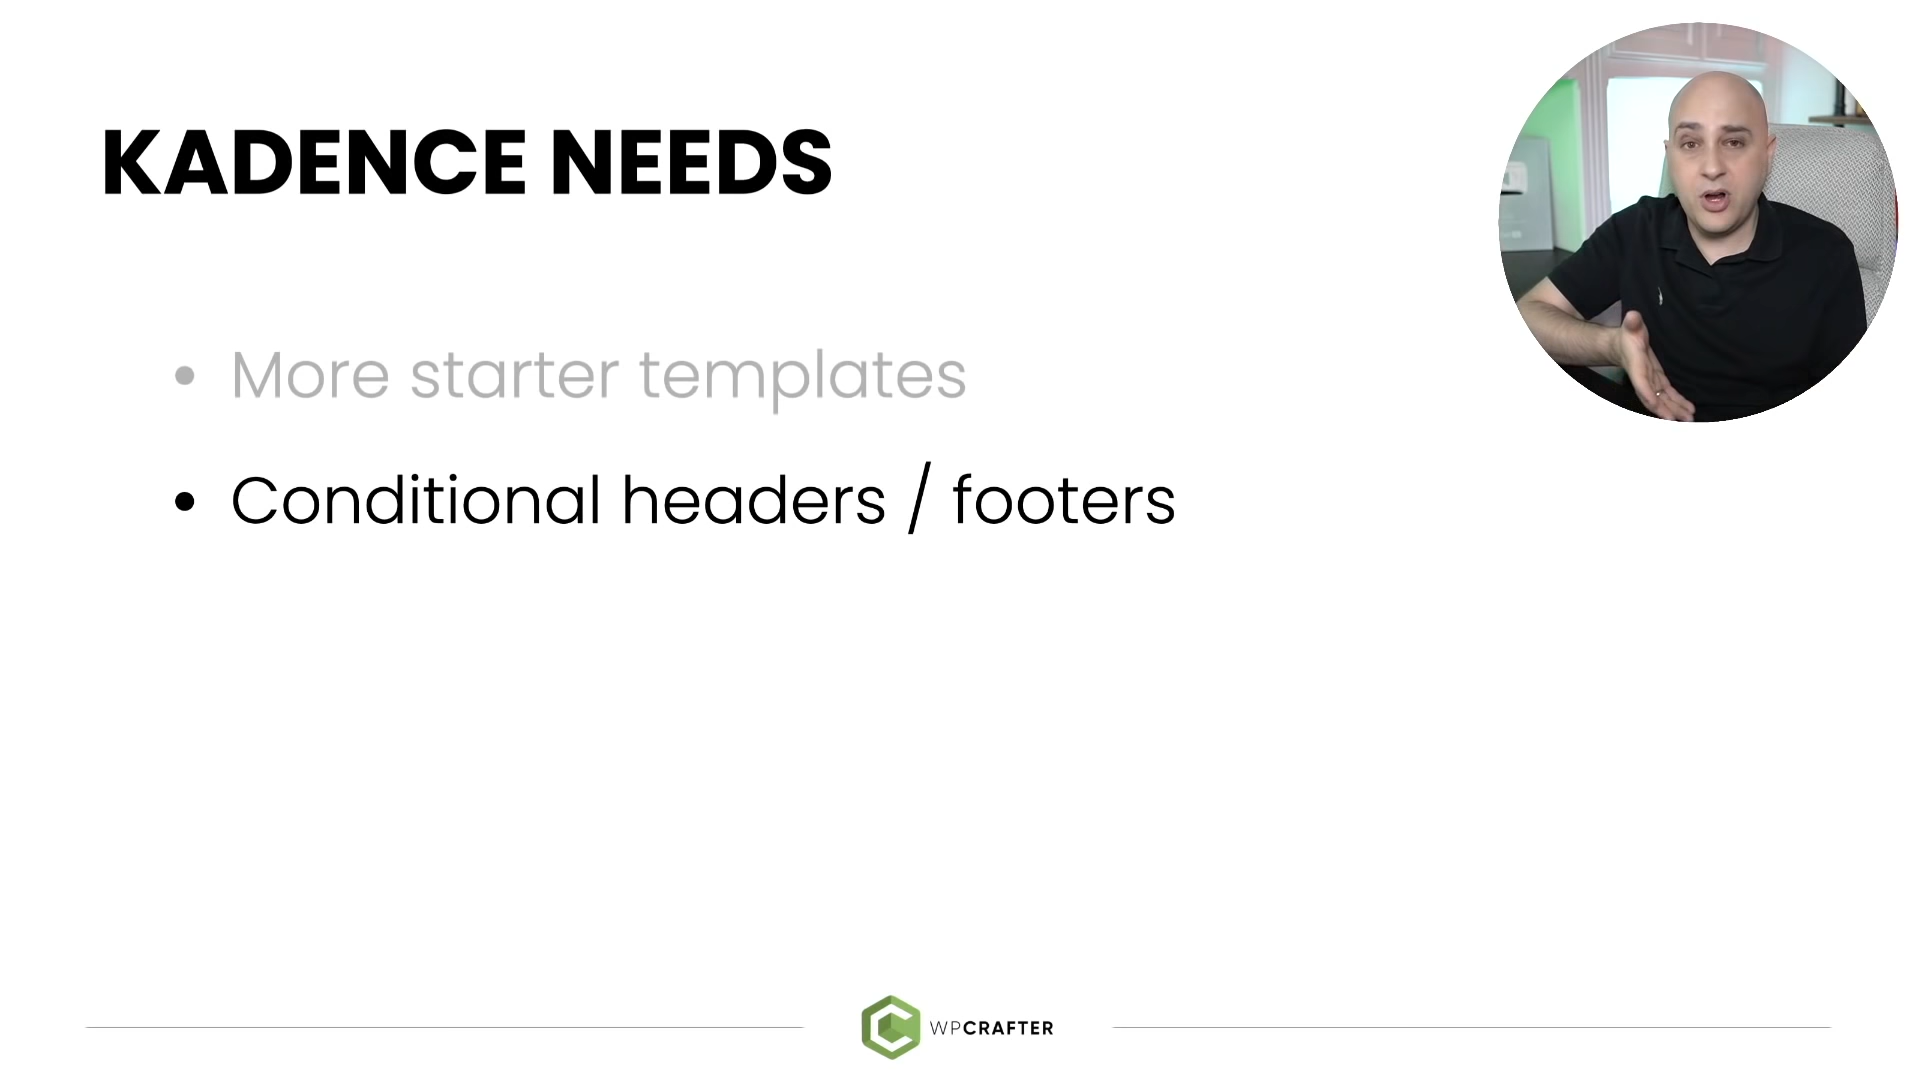 KADENCE NEEDS
• More starter templates
• Conditional headers / footers
WPCRAFTER